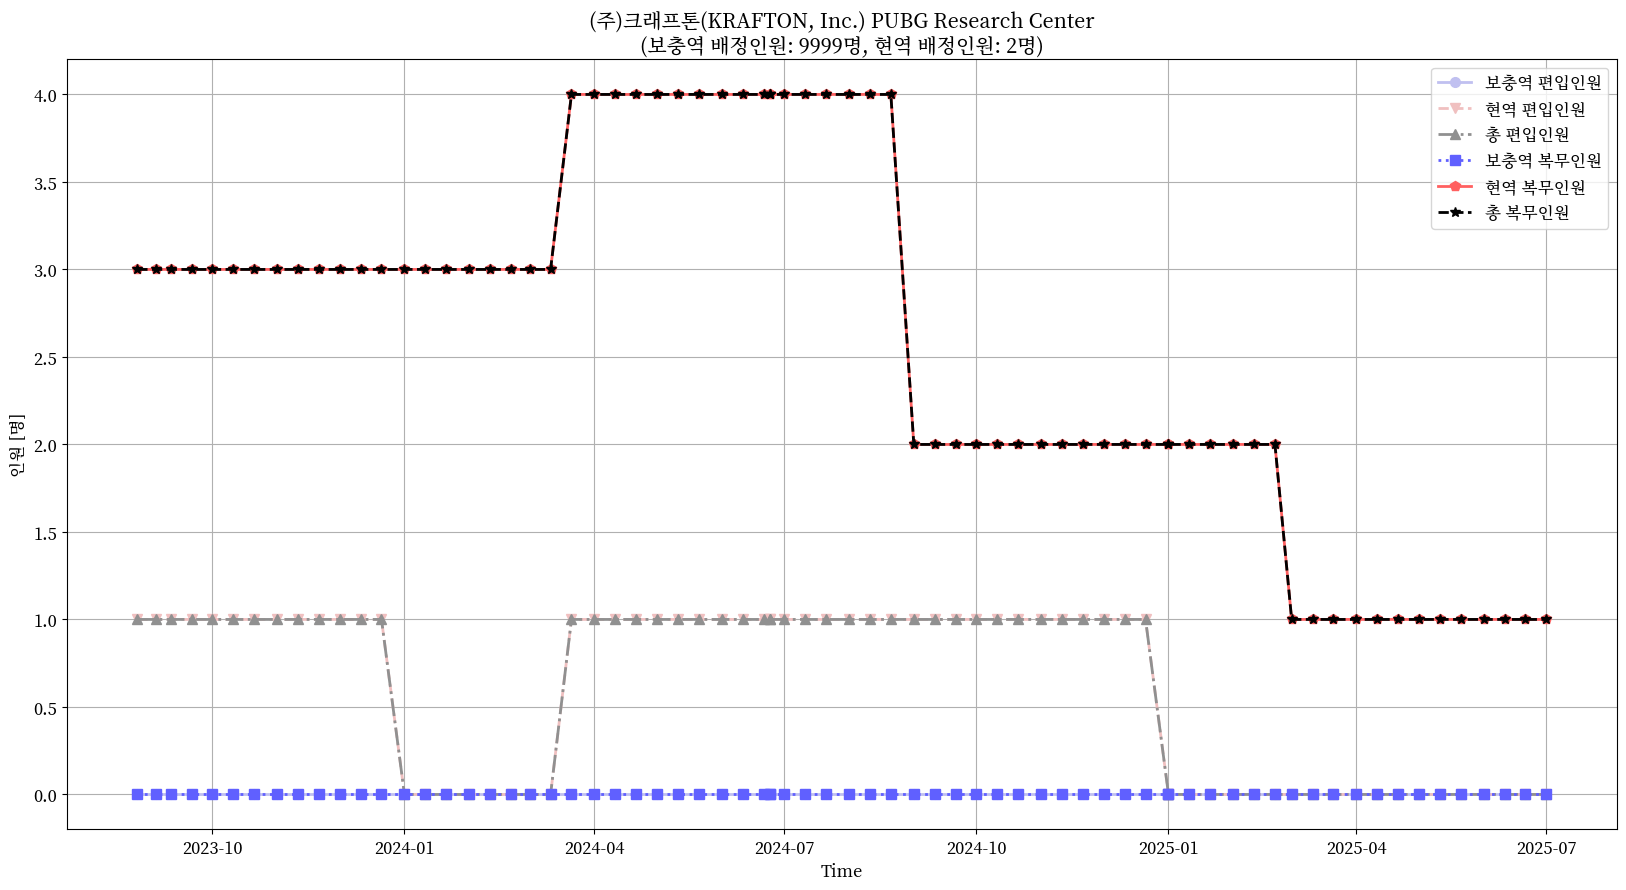 (주)크래프톤(KRAFTON, Inc.) PUBG Research Center
(보충역 배정인원: 9999명, 현역 배정인원: 2명)
보충역 편입인원
현역 편입인원
총 편입인원
보충역 복무인원
현역 복무인원
총 복무인원
인원 [명]
4.0
3.5
3.0
2.5
2.0
1.5
1.0
0.5
0.0
2023-10
2024-01
2024-04
2024-07
2024-10
2025-01
2025-04
2025-07
Time